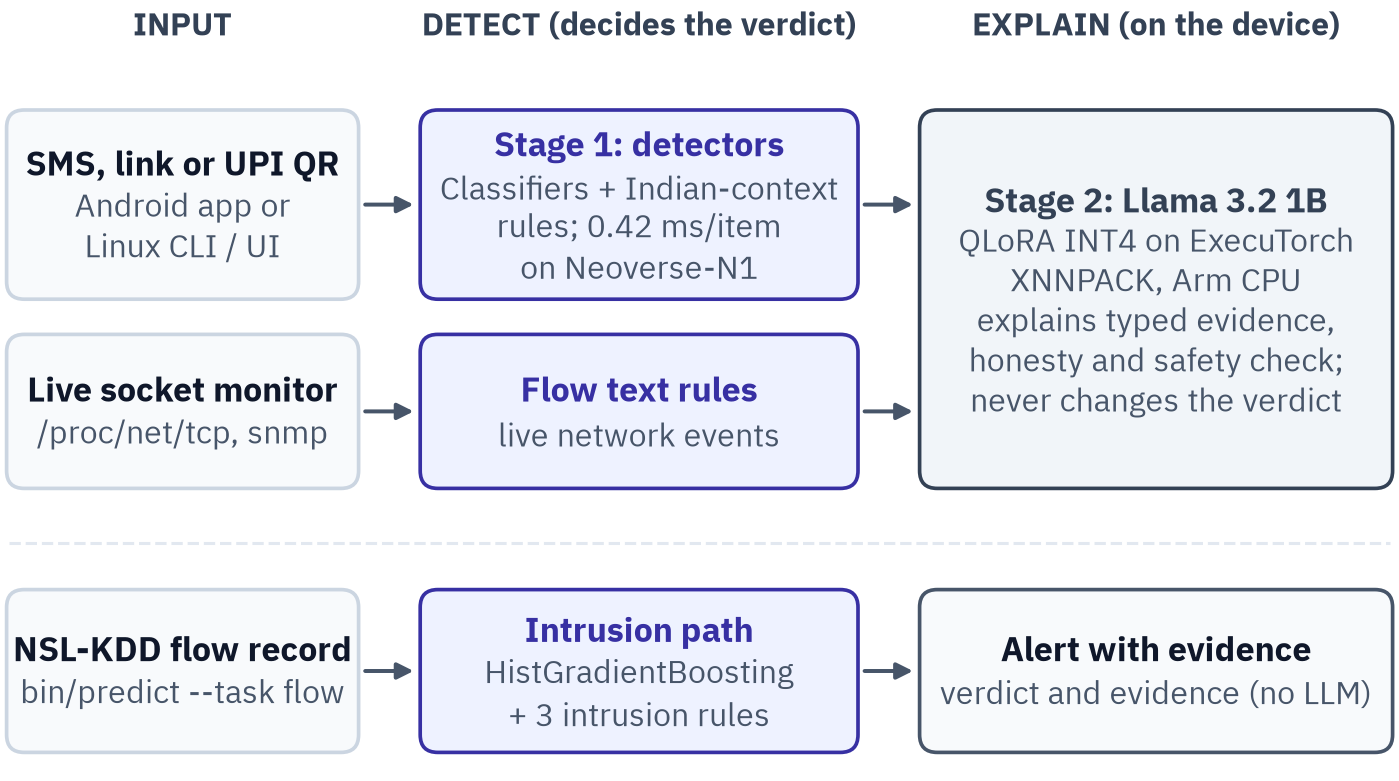 INPUT
DETECT (decides the verdict)
EXPLAIN (on the device)
SMS, link or UPI QR
Android app or
Linux CLI / UI
Stage 1: detectors
Classifiers + Indian-context
rules; 0.42 ms/item
on Neoverse-N1
Stage 2: Llama 3.2 1B
QLoRA INT4 on ExecuTorch
XNNPACK, Arm CPU
explains typed evidence,
honesty and safety check;
never changes the verdict
Live socket monitor
/proc/net/tcp, snmp
Flow text rules
live network events
NSL-KDD flow record
bin/predict --task flow
Intrusion path
HistGradientBoosting
+ 3 intrusion rules
Alert with evidence
verdict and evidence (no LLM)